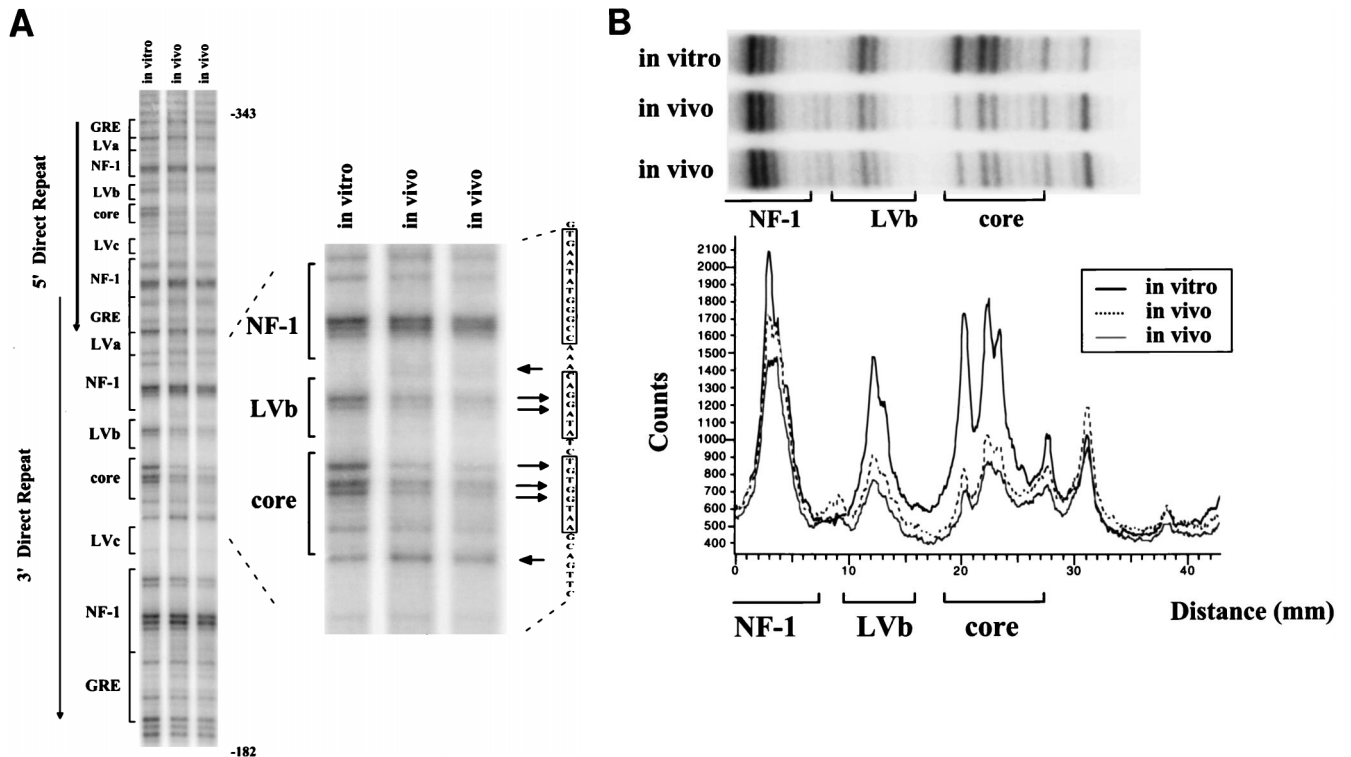 A
in vitro
in vivo
in vivo
-343
5' Direct Repeat
GRE
LVa
NF-1
LVb
core
LVc
NF-1
GRE
LVa
3' Direct Repeat
NF-1
LVb
core
LVc
NF-1
GRE
-182
in vitro
in vivo
in vivo
NF-1
LVb
core
GTGAATATGGGCCAAACAGGATATCTGTGGTAAGCAGTTC
B
in vitro
in vivo
in vivo
NF-1 LVb core
Counts
2100
2000
1900
1800
1700
1600
1500
1400
1300
1200
1100
1000
900
800
700
600
500
400
in vitro
in vivo
in vivo
0 10 20 30 40
NF-1 LVb core
Distance (mm)